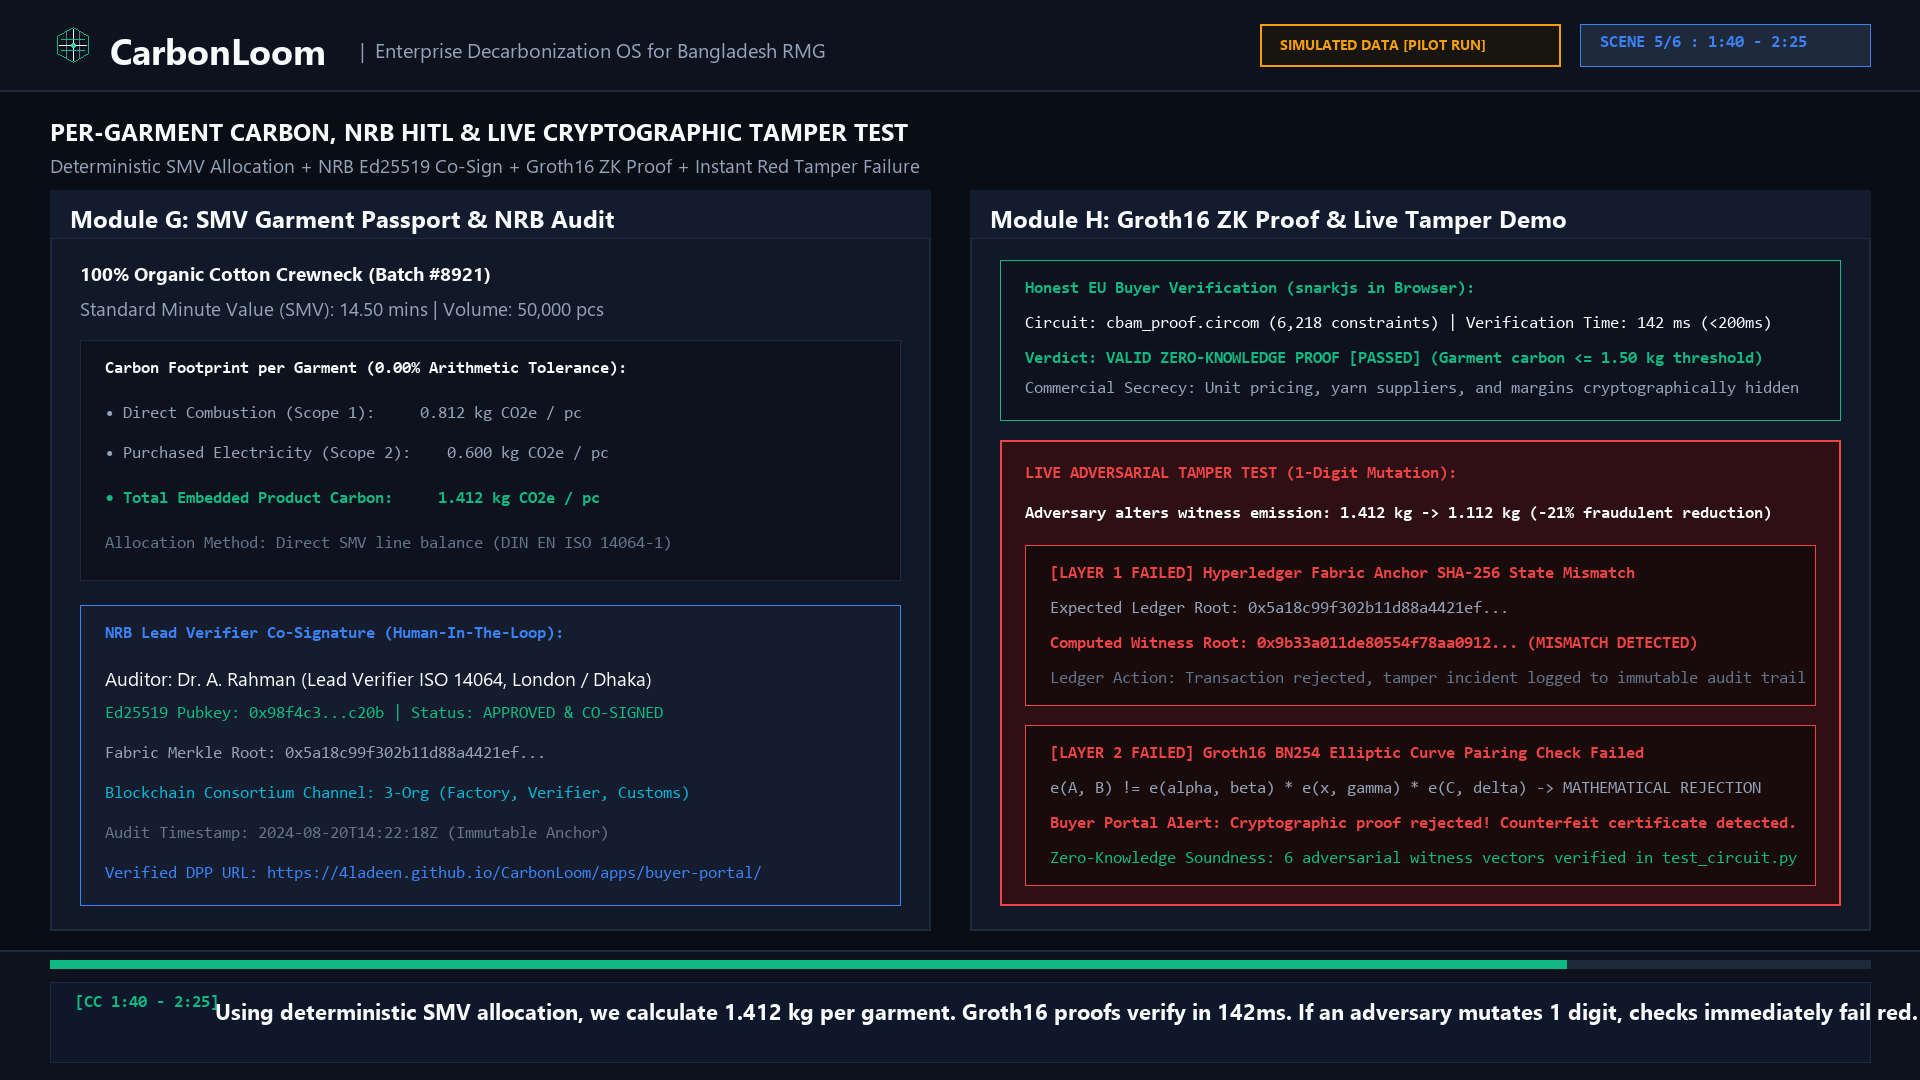 CarbonLoom
| Enterprise Decarbonization OS for Bangladesh RMG
SIMULATED DATA [PILOT RUN]
SCENE 5/6 : 1:40 - 2:25
PER-GARMENT CARBON, NRB HITL & LIVE CRYPTOGRAPHIC TAMPER TEST
Deterministic SMV Allocation + NRB Ed25519 Co-Sign + Groth16 ZK Proof + Instant Red Tamper Failure
Module G: SMV Garment Passport & NRB Audit
100% Organic Cotton Crewneck (Batch #8921)
Standard Minute Value (SMV): 14.50 mins | Volume: 50,000 pcs
Carbon Footprint per Garment (0.00% Arithmetic Tolerance):
• Direct Combustion (Scope 1): 0.812 kg CO2e / pc
• Purchased Electricity (Scope 2): 0.600 kg CO2e / pc
• Total Embedded Product Carbon: 1.412 kg CO2e / pc
Allocation Method: Direct SMV line balance (DIN EN ISO 14064-1)
NRB Lead Verifier Co-Signature (Human-In-The-Loop):
Auditor: Dr. A. Rahman (Lead Verifier ISO 14064, London / Dhaka)
Ed25519 Pubkey: 0x98f4c3...c20b | Status: APPROVED & CO-SIGNED
Fabric Merkle Root: 0x5a18c99f302b11d88a4421ef...
Blockchain Consortium Channel: 3-Org (Factory, Verifier, Customs)
Audit Timestamp: 2024-08-20T14:22:18Z (Immutable Anchor)
Verified DPP URL: https://4ladeen.github.io/CarbonLoom/apps/buyer-portal/
Module H: Groth16 ZK Proof & Live Tamper Demo
Honest EU Buyer Verification (snarkjs in Browser):
Circuit: cbam_proof.circom (6,218 constraints) | Verification Time: 142 ms (<200ms)
Verdict: VALID ZERO-KNOWLEDGE PROOF [PASSED] (Garment carbon <= 1.50 kg threshold)
Commercial Secrecy: Unit pricing, yarn suppliers, and margins cryptographically hidden
LIVE ADVERSARIAL TAMPER TEST (1-Digit Mutation):
Adversary alters witness emission: 1.412 kg -> 1.112 kg (-21% fraudulent reduction)
[LAYER 1 FAILED] Hyperledger Fabric Anchor SHA-256 State Mismatch
Expected Ledger Root: 0x5a18c99f302b11d88a4421ef...
Computed Witness Root: 0x9b33a011de80554f78aa0912... (MISMATCH DETECTED)
Ledger Action: Transaction rejected, tamper incident logged to immutable audit trail
[LAYER 2 FAILED] Groth16 BN254 Elliptic Curve Pairing Check Failed
e(A, B) != e(alpha, beta) * e(x, gamma) * e(C, delta) -> MATHEMATICAL REJECTION
Buyer Portal Alert: Cryptographic proof rejected! Counterfeit certificate detected.
Zero-Knowledge Soundness: 6 adversarial witness vectors verified in test_circuit.py
[CC 1:40 - 2:25]
Using deterministic SMV allocation, we calculate 1.412 kg per garment. Groth16 proofs verify in 142ms. If an adversary mutates 1 digit, checks immediately fail red.